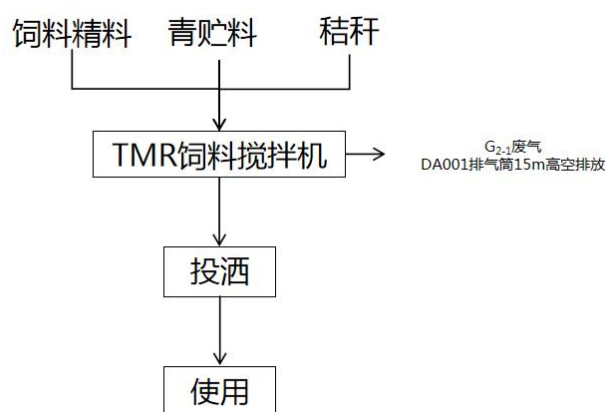 饲料精料 青贮料 秸秆
TMR饲料搅拌机
G2-1废气
DA001排气筒15m高空排放
投洒
使用